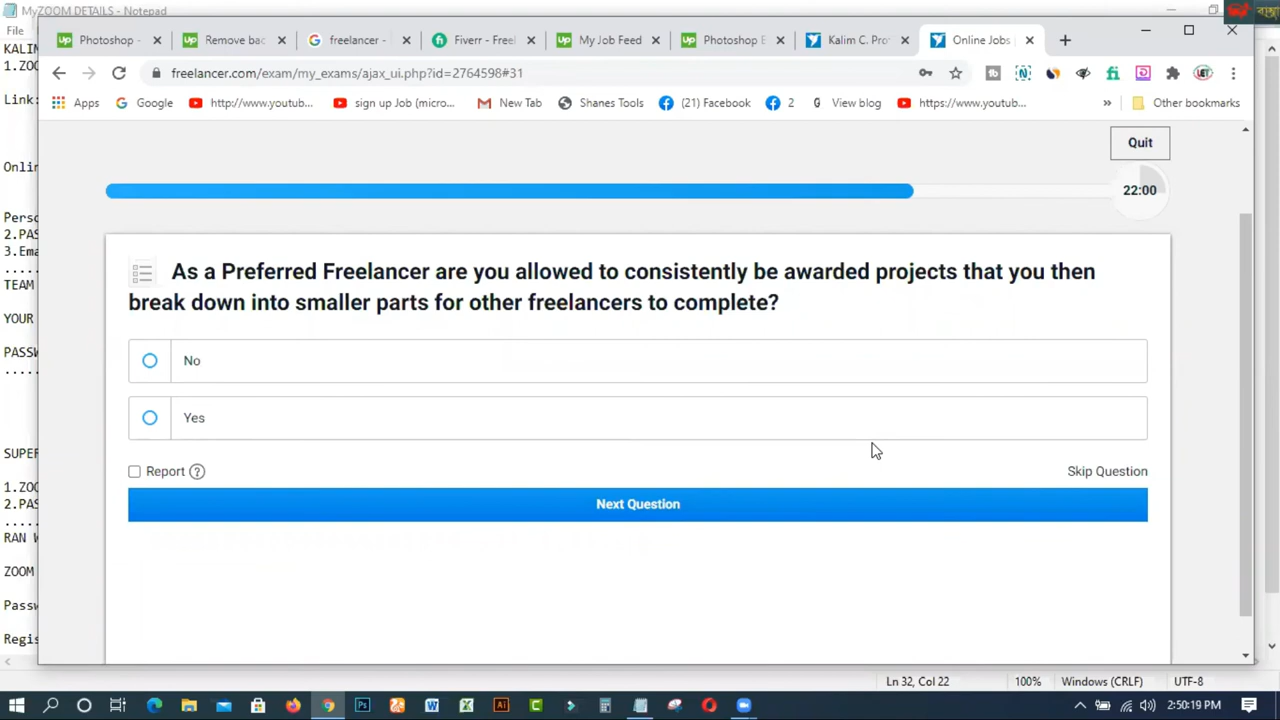 MyZOOM DETAILS - Notepad
File
KALIM
1.ZO
Link:
Onlin
Perso
2.PAS
3.Ema
TEAM
YOUR
PASSW
SUPER
1.ZOO
2.PAS
RAN W
ZOOM
Passw
Regis
Photoshop -
Remove bac
freelancer -
Fiverr - Freel
My Job Feed
Photoshop
Kalim C. Pro
Online Jobs
freelancer.com/exam/my_exams/ajax_ui.php?id=2764598#31
Apps
Google
http://www.youtub...
sign up Job (micro...
New Tab
Shanes Tools
(21) Facebook
2
View blog
https://www.youtub...
»
Other bookmarks
Quit
22:00
As a Preferred Freelancer are you allowed to consistently be awarded projects that you then
break down into smaller parts for other freelancers to complete?
No
Yes
Report ?
Skip Question
Next Question
Ln 32, Col 22
100%
Windows (CRLF)
UTF-8
2:50:19 PM